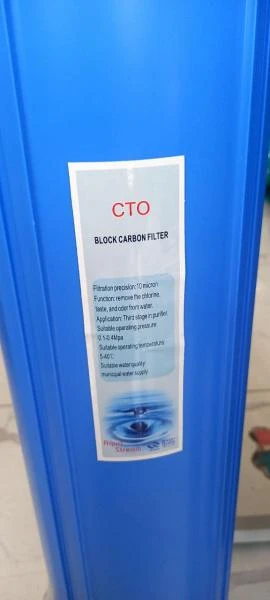 CTO
BLOCK CARBON FILTER
Filtration precision: 10 micron
Function: remove the chlorine,
taste, and odor from water.
Application: Third stage in purifier.
Suitable operating pressure:
0.1-0.4Mpa
Suitable operating temperature:
5-40℃
Suitable water quality:
municipal water supply
Aqua
Stream